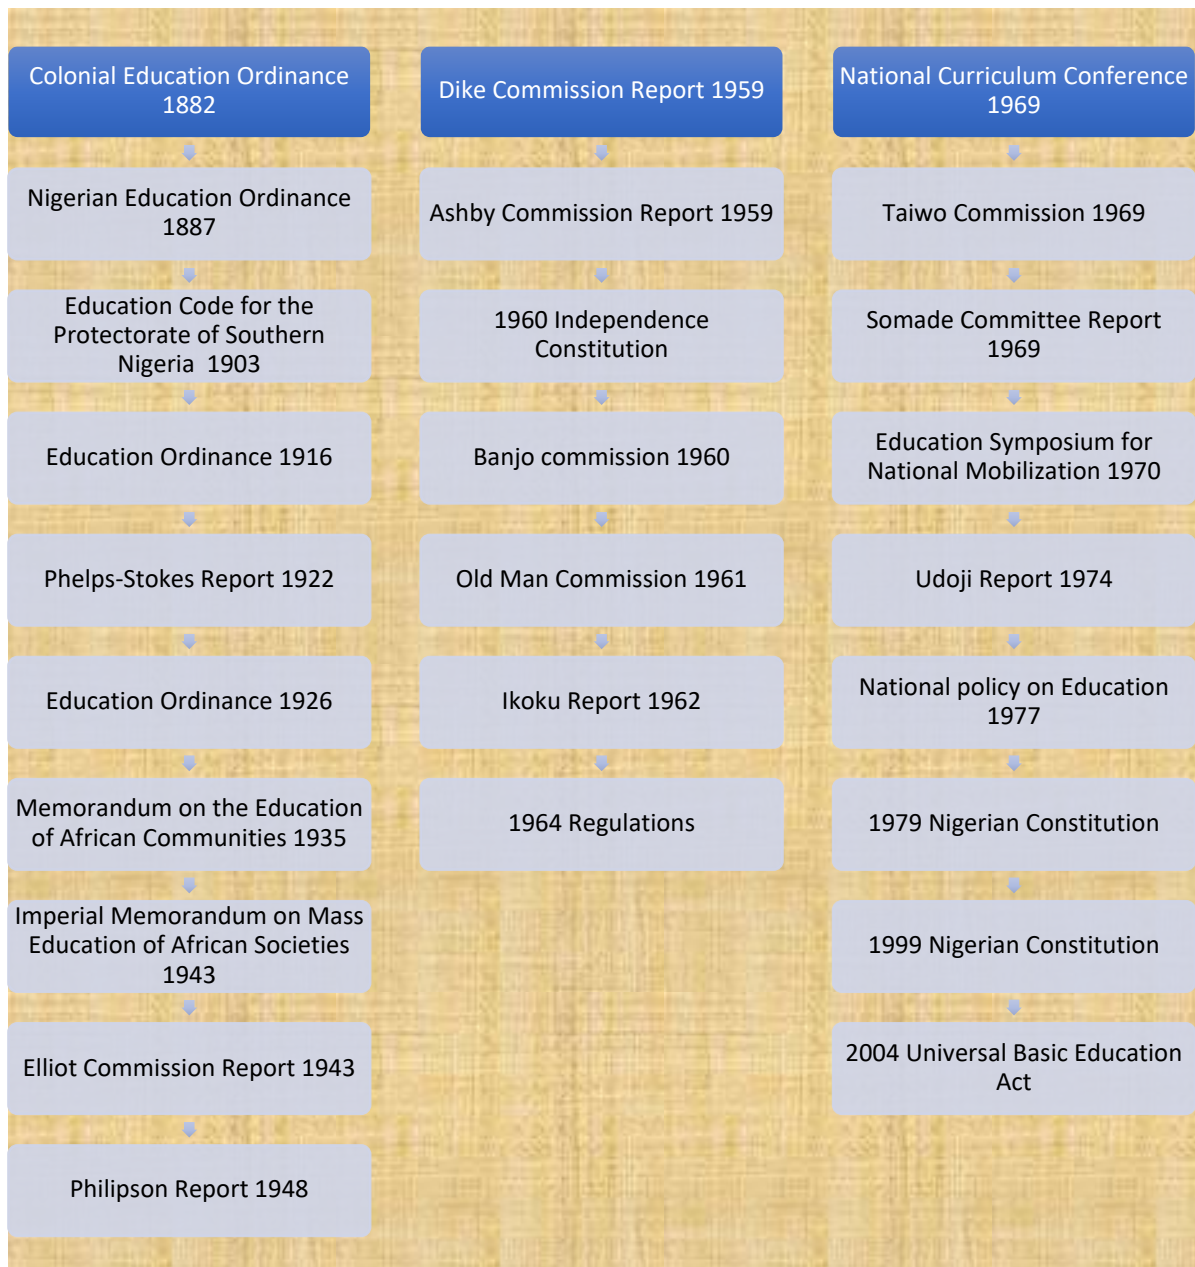 Colonial Education Ordinance
1882
Nigerian Education Ordinance
1887
Education Code for the
Protectorate of Southern
Nigeria  1903
Education Ordinance 1916
Phelps-Stokes Report 1922
Education Ordinance 1926
Memorandum on the Education
of African Communities 1935
Imperial Memorandum on Mass
Education of African Societies
1943
Elliot Commission Report 1943
Philipson Report 1948
Dike Commission Report 1959
Ashby Commission Report 1959
1960 Independence
Constitution
Banjo commission 1960
Old Man Commission 1961
Ikoku Report 1962
1964 Regulations
National Curriculum Conference
1969
Taiwo Commission 1969
Somade Committee Report
1969
Education Symposium for
National Mobilization 1970
Udoji Report 1974
National policy on Education
1977
1979 Nigerian Constitution
1999 Nigerian Constitution
2004 Universal Basic Education
Act